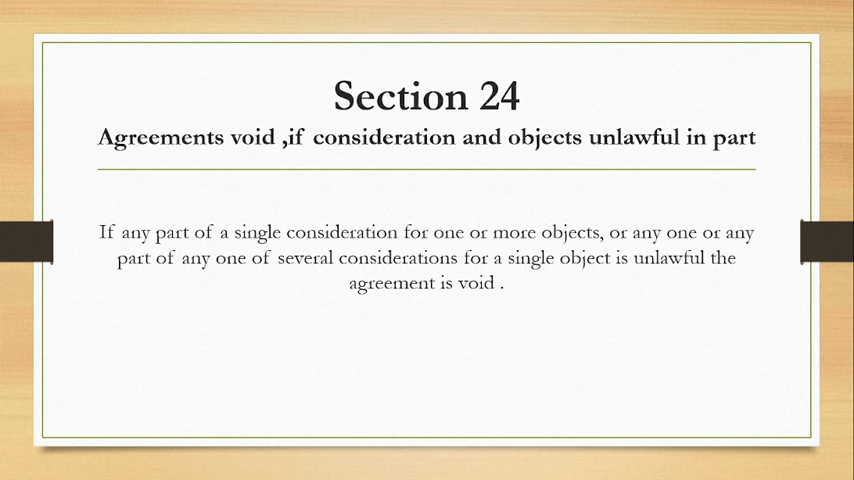 Section 24
Agreements void ,if consideration and objects unlawful in part
If any part of a single consideration for one or more objects, or any one or any
part of any one of several considerations for a single object is unlawful the
agreement is void .